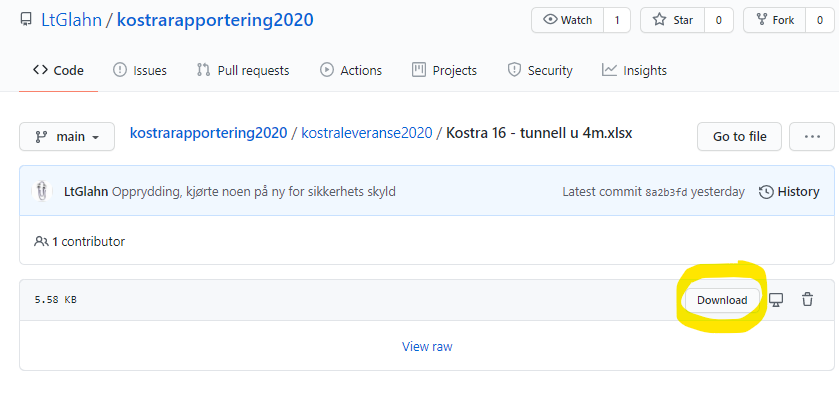 LtGlahn / kostrarapportering2020
Watch 1 Star 0 Fork 0
Code Issues Pull requests Actions Projects Security Insights
main kostrarapportering2020 / kostraleveranse2020 / Kostra 16 - tunnell u 4m.xlsx Go to file ...
LtGlahn Opprydding, kjørte noen på ny for sikkerhets skyld Latest commit 8a2b3fd yesterday History
1 contributor
5.58 KB Download
View raw